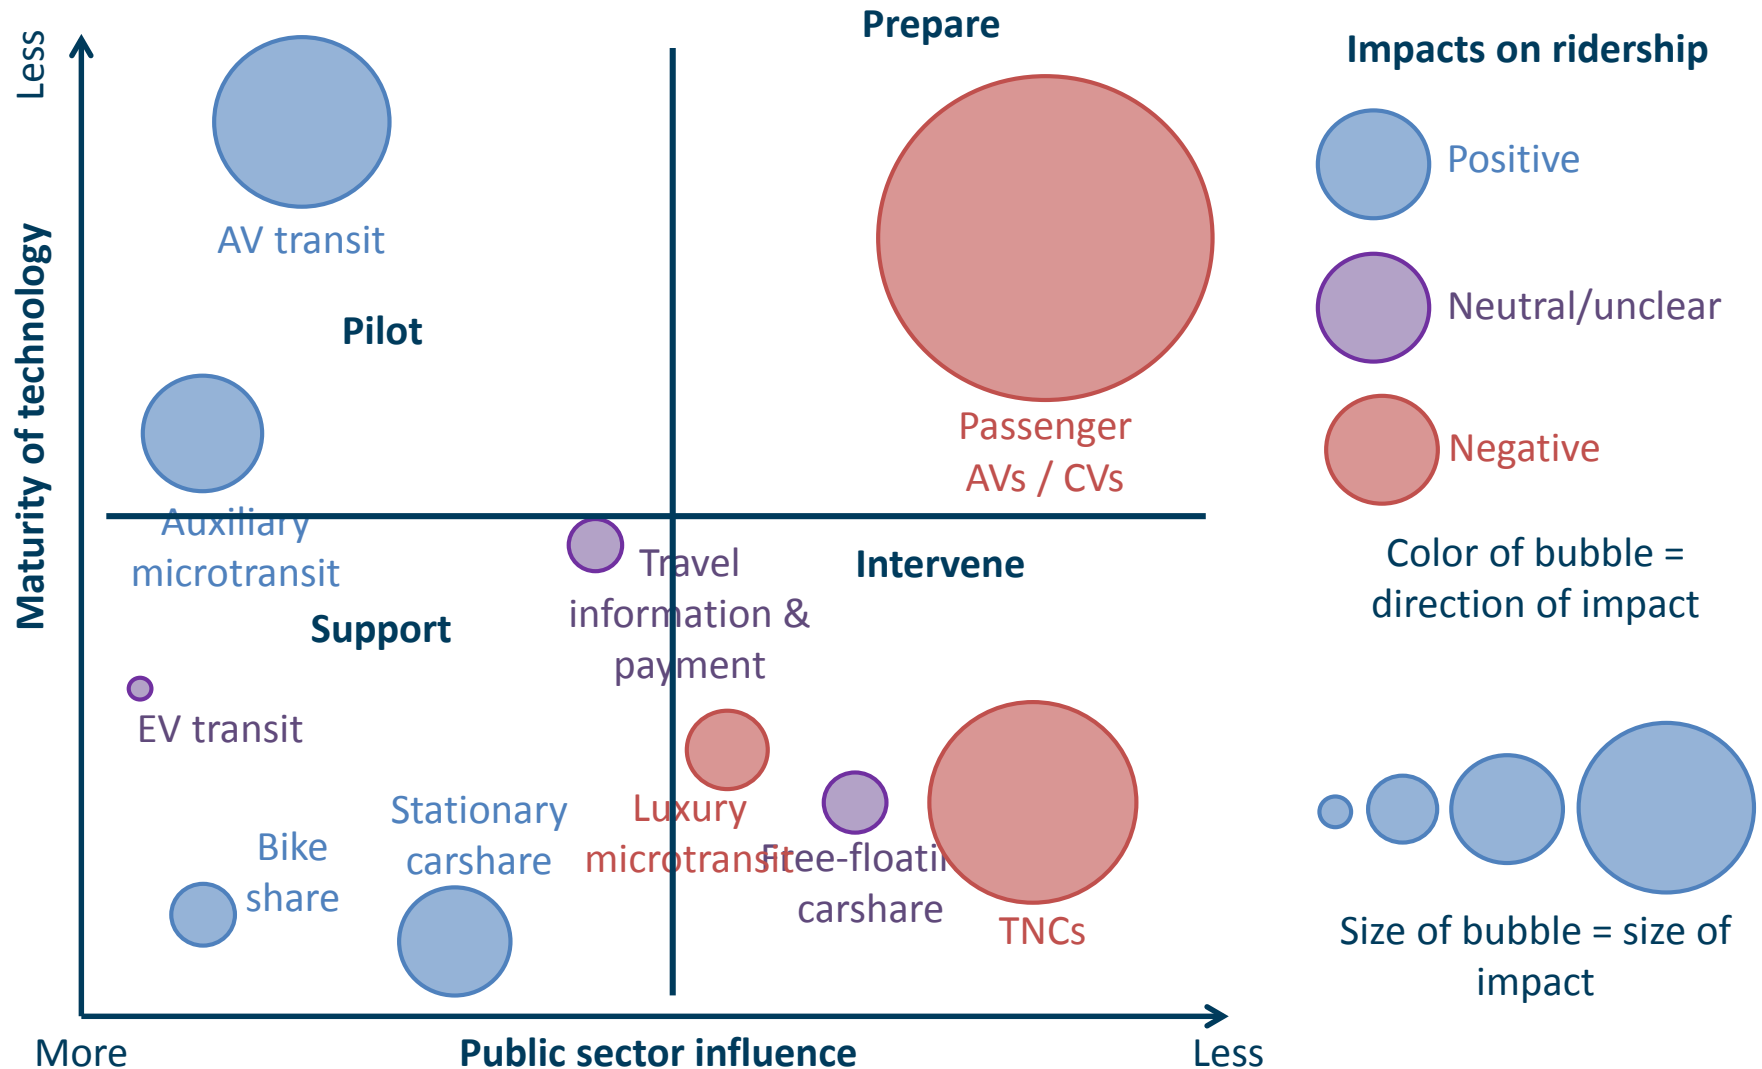 Prepare
Less
Impacts on ridership
Positive
AV transit
Pilot
Neutral/unclear
Maturity of technology
Passenger
AVs / CVs
Negative
Auxiliary
microtransit
Travel
information &
payment
Intervene
Color of bubble =
direction of impact
Support
EV transit
Stationary
carshare
Bike
share
Luxury
microtransit
carshare
TNCs
Size of bubble = size of
impact
More
Public sector influence
Less